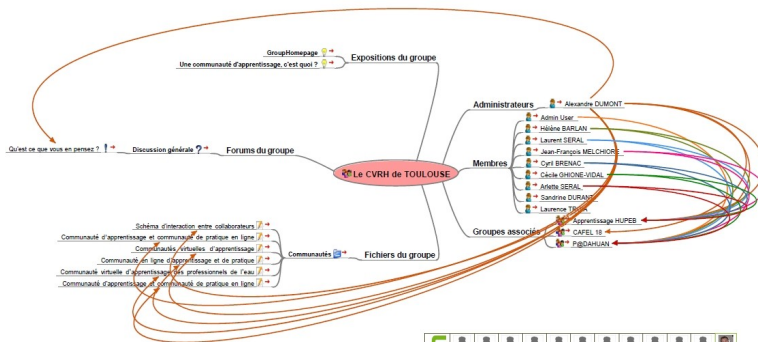 GroupHomepage
Une communauté d'apprentissage, c'est quoi ?
Expositions du groupe
Qu'est ce que vous en pensez ?
Discussion générale
Forums du groupe
Le CVRH de TOULOUSE
Administrateurs
Alexandre DUMONT
Membres
Admin User
Hélène BARLAN
Laurent SERAL
Jean-François MELCHIORE
Cyril BRENAC
Cécile GHIONE-VIDAL
Arlette SERAL
Sandrine DURANT
Laurence
Groupes associés
Apprentissage HUPEB
CAFEL 18
P@DAHUAN
Schéma d'interaction entre collaborateurs
Communauté d'apprentissage et communauté de pratique en ligne
Communautés virtuelles d'apprentissage
Communauté en ligne d'apprentissage et de pratique
Communauté virtuelle d'apprentissage des professionnels de l'eau
Communauté d'apprentissage et communauté de pratique en ligne
Communautés
Fichiers du groupe